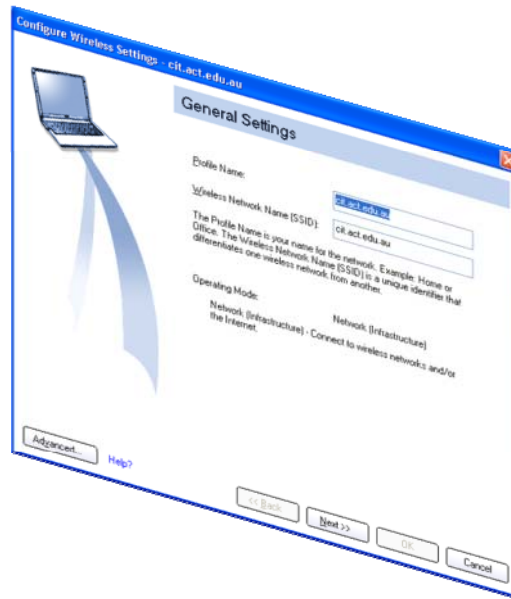 Configure Wireless Settings - cit.act.edu.au
General Settings
Profile Name:
cit.act.edu.au
Wireless Network Name (SSID):
cit.act.edu.au
The Profile Name is your name for the network. Example: Home or
Office. The Wireless Network Name (SSID) is a unique identifier that
differentiates one wireless network from another.
Operating Mode:
Network (Infrastructure)
Network (Infrastructure) - Connect to wireless networks and/or
the Internet.
Advanced...
Help?
<< Back
Next >>
OK
Cancel